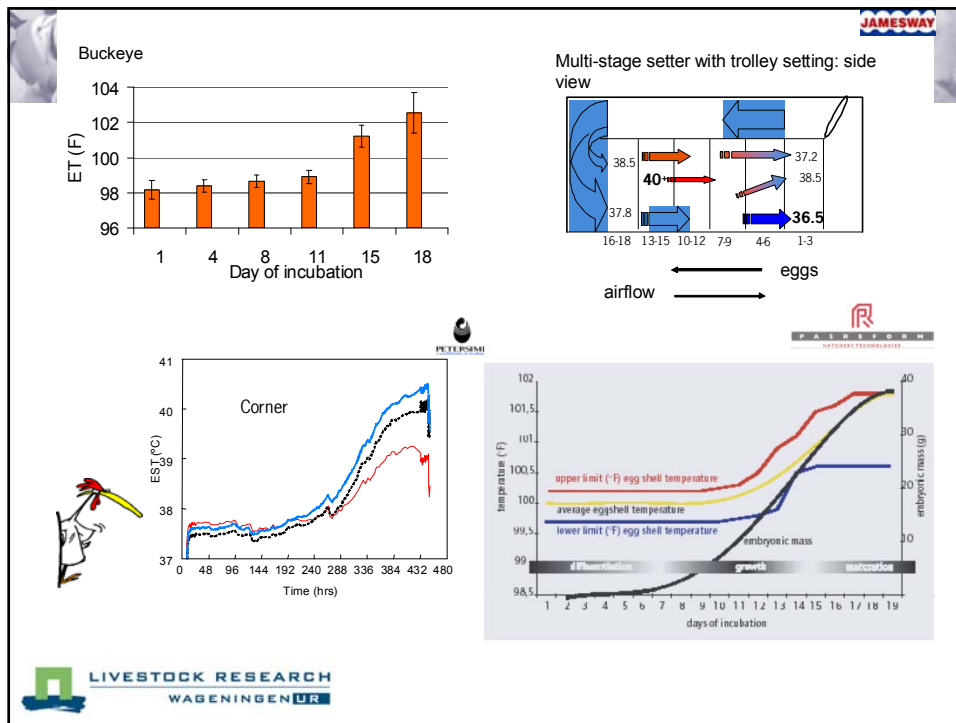 JAMESWAY
Buckeye
104
102
100
98
96
ET (F)
1 4 8 11 15 18
Day of incubation
Multi-stage setter with trolley setting: side
view
38.5
40+
37.8
37.2
38.5
36.5
16-18 13-15 10-12 7-9 4-6 1-3
eggs
airflow
PETERSIME
41
40
39
38
37
EST (ºC)
Corner
0 48 96 144 192 240 288 336 384 432 480
Time (hrs)
PASREFORM
HATCHERY TECHNOLOGIES
102
101,5
101
100,5
100
99,5
99
98,5
temperature (°F)
40
30
20
10
embryonic mass (g)
upper limit (°F) egg shell temperature
average eggshell temperature
lower limit (°F) egg shell temperature
embryonic mass
differentiation growth maturation
1 2 3 4 5 6 7 8 9 10 11 12 13 14 15 16 17 18 19
days of incubation
LIVESTOCK RESEARCH
WAGENINGEN UR